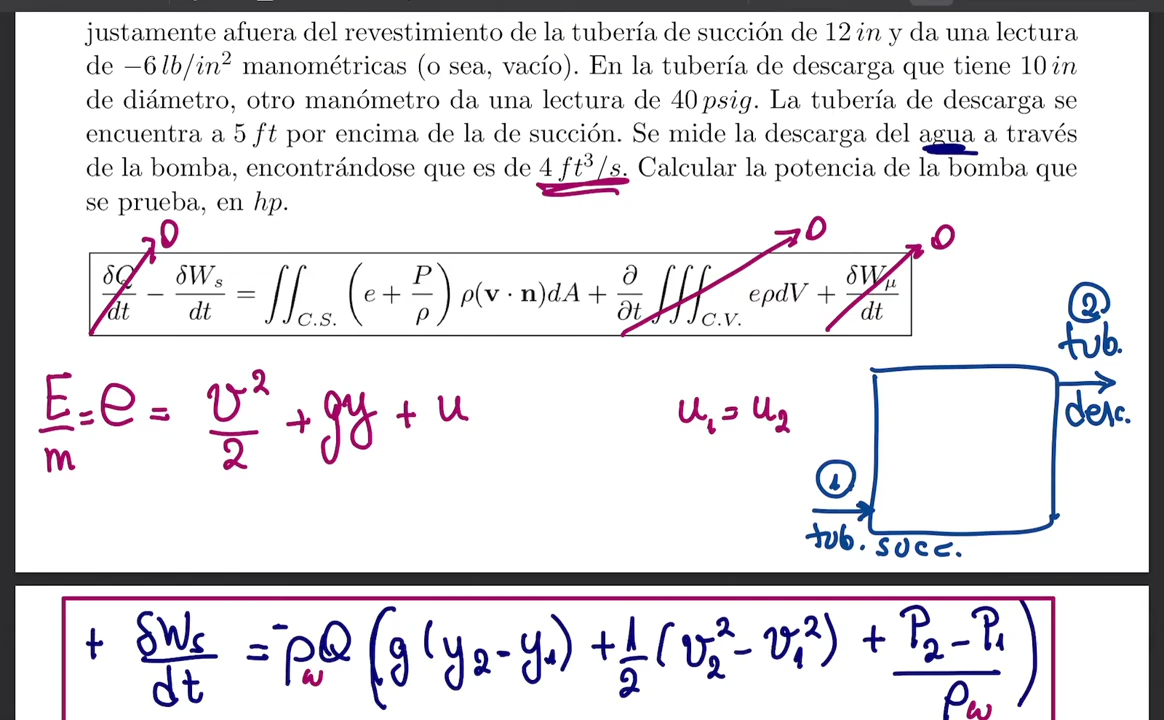 justamente afuera del revestimiento de la tubería de succión de 12 in y da una lectura
de −6 lb/in² manométricas (o sea, vacío). En la tubería de descarga que tiene 10 in
de diámetro, otro manómetro da una lectura de 40 psig. La tubería de descarga se
encuentra a 5 ft por encima de la de succión. Se mide la descarga del agua a través
de la bomba, encontrándose que es de 4 ft³/s. Calcular la potencia de la bomba que
se prueba, en hp.
0 0 0
δQ/dt − δWₛ/dt = ∬_C.S. (e + P/ρ) ρ(v · n)dA + ∂/∂t ∭_C.V. eρdV + δW_μ/dt
②
tub.
desc.
E/m = e = v²/2 + gy + u
u₁ = u₂
①
tub. succ.
+ δWₛ/dt = −ρ_w Q (g(y₂ − y₁) + 1/2 (v₂² − v₁²) + (P₂ − P₁)/ρ_w)